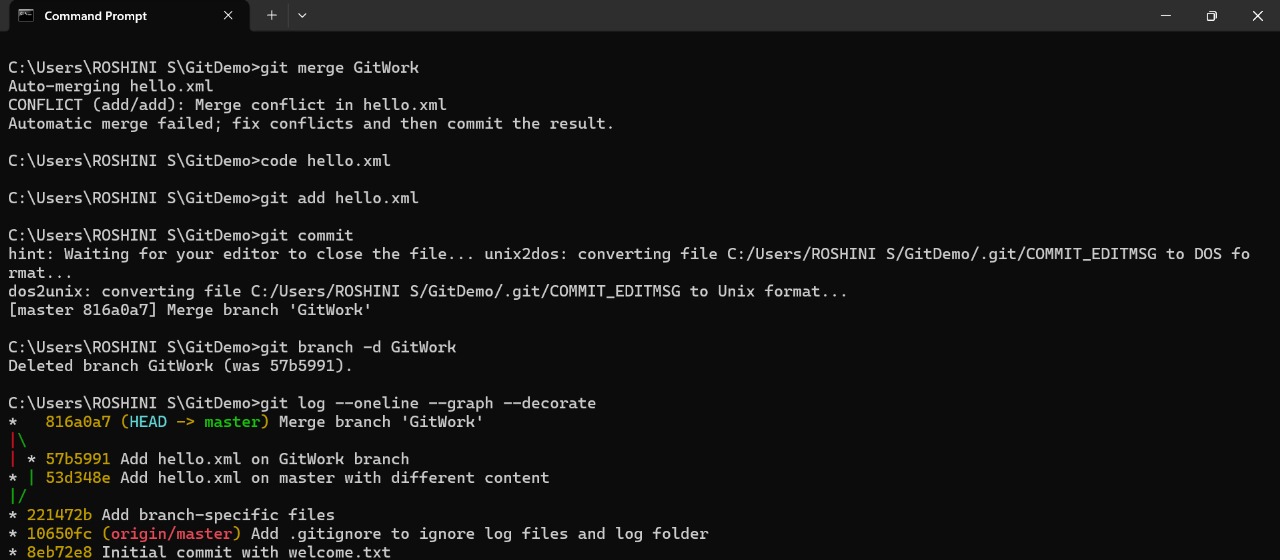 Command Prompt
C:\Users\ROSHINI S\GitDemo>git merge GitWork
Auto-merging hello.xml
CONFLICT (add/add): Merge conflict in hello.xml
Automatic merge failed; fix conflicts and then commit the result.
C:\Users\ROSHINI S\GitDemo>code hello.xml
C:\Users\ROSHINI S\GitDemo>git add hello.xml
C:\Users\ROSHINI S\GitDemo>git commit
hint: Waiting for your editor to close the file... unix2dos: converting file C:/Users/ROSHINI S/GitDemo/.git/COMMIT_EDITMSG to DOS fo
rmat...
dos2unix: converting file C:/Users/ROSHINI S/GitDemo/.git/COMMIT_EDITMSG to Unix format...
[master 816a0a7] Merge branch 'GitWork'
C:\Users\ROSHINI S\GitDemo>git branch -d GitWork
Deleted branch GitWork (was 57b5991).
C:\Users\ROSHINI S\GitDemo>git log --oneline --graph --decorate
*   816a0a7 (HEAD -> master) Merge branch 'GitWork'
|\
| * 57b5991 Add hello.xml on GitWork branch
* | 53d348e Add hello.xml on master with different content
|/
* 221472b Add branch-specific files
* 10650fc (origin/master) Add .gitignore to ignore log files and log folder
* 8eb72e8 Initial commit with welcome.txt